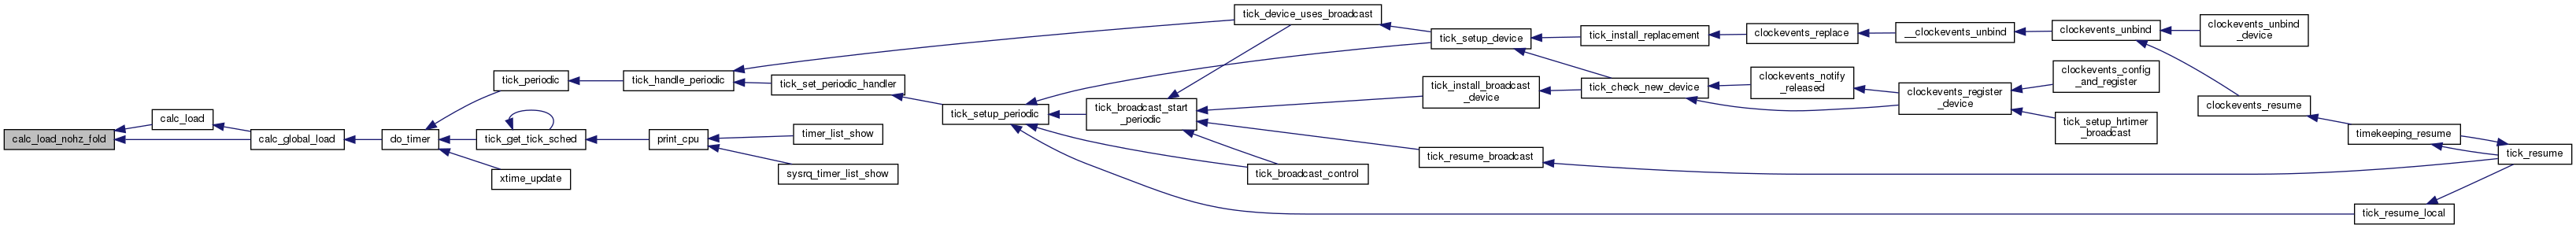 calc_load_nohz_fold
calc_load
calc_global_load
do_timer
tick_periodic
tick_get_tick_sched
xtime_update
tick_handle_periodic
print_cpu
tick_set_periodic_handler
timer_list_show
sysrq_timer_list_show
tick_setup_periodic
tick_broadcast_start
_periodic
tick_device_uses_broadcast
tick_broadcast_control
tick_setup_device
tick_install_broadcast
_device
tick_resume_broadcast
tick_install_replacement
tick_check_new_device
clockevents_replace
clockevents_notify
_released
__clockevents_unbind
clockevents_register
_device
clockevents_unbind
clockevents_config
_and_register
tick_setup_hrtimer
_broadcast
clockevents_unbind
_device
clockevents_resume
timekeeping_resume
tick_resume_local
tick_resume